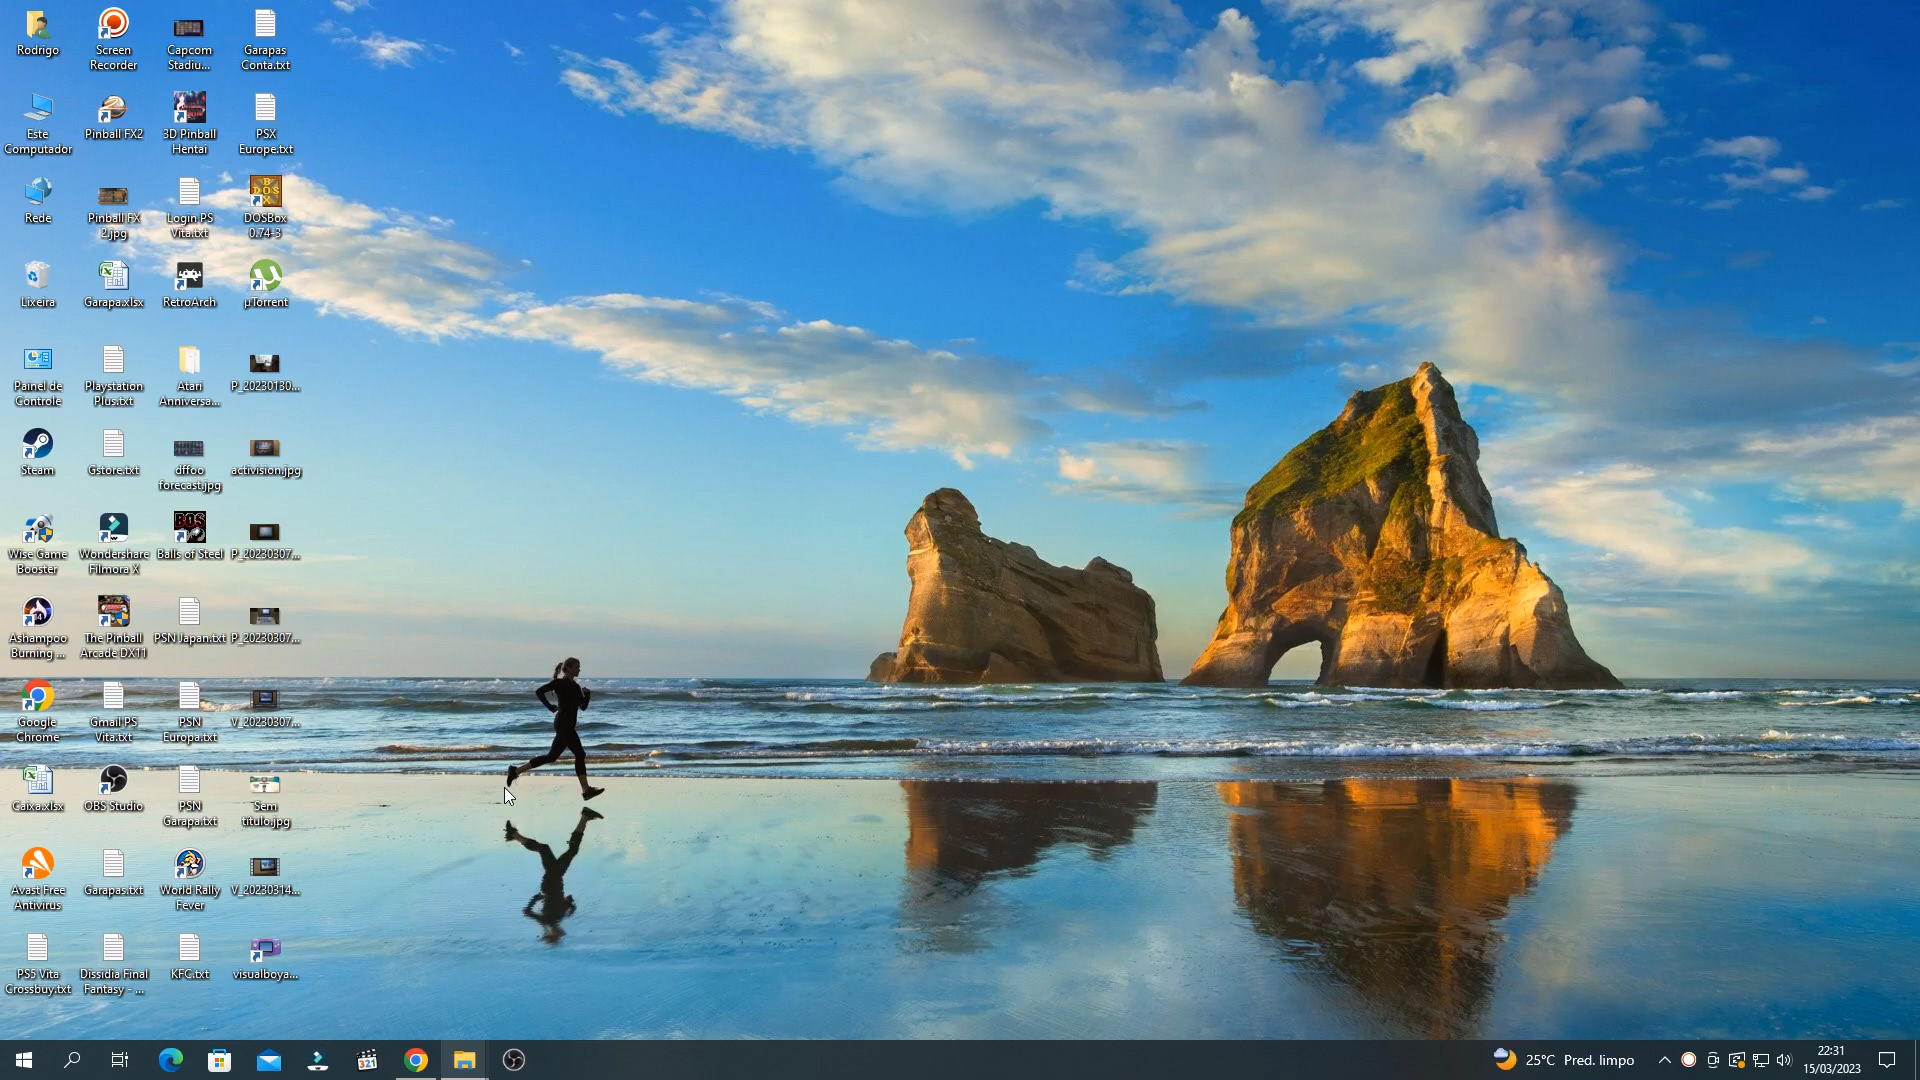 Rodrigo
Screen
Recorder
Capcom
Stadiu...
Garapas
Conta.txt
Este
Computador
Pinball FX2
3D Pinball
Hentai
PSX
Europe.txt
Rede
Pinball FX
2.jpg
Login PS
Vita.txt
DOSBox
0.74-3
Lixeira
Garapa.xlsx
RetroArch
µTorrent
Painel de
Controle
Playstation
Plus.txt
Atari
Anniversa...
P_20230130...
Steam
Gstore.txt
dffoo
forecast.jpg
activision.jpg
Wise Game
Booster
Wondershare
Filmora X
BOS
Balls of Steel
P_20230307...
Ashampoo
Burning ...
The Pinball
Arcade DX11
PSN Japan.txt
P_20230307...
Google
Chrome
Gmail PS
Vita.txt
PSN
Europa.txt
V_20230307...
Caixa.xlsx
OBS Studio
PSN
Garapa.txt
Sem
título.jpg
Avast Free
Antivirus
Garapas.txt
World Rally
Fever
V_20230314...
PS5 Vita
Crossbuy.txt
Dissidia Final
Fantasy - ...
KFC.txt
visualboya...
321
25°C Pred. limpo
22:31
15/03/2023